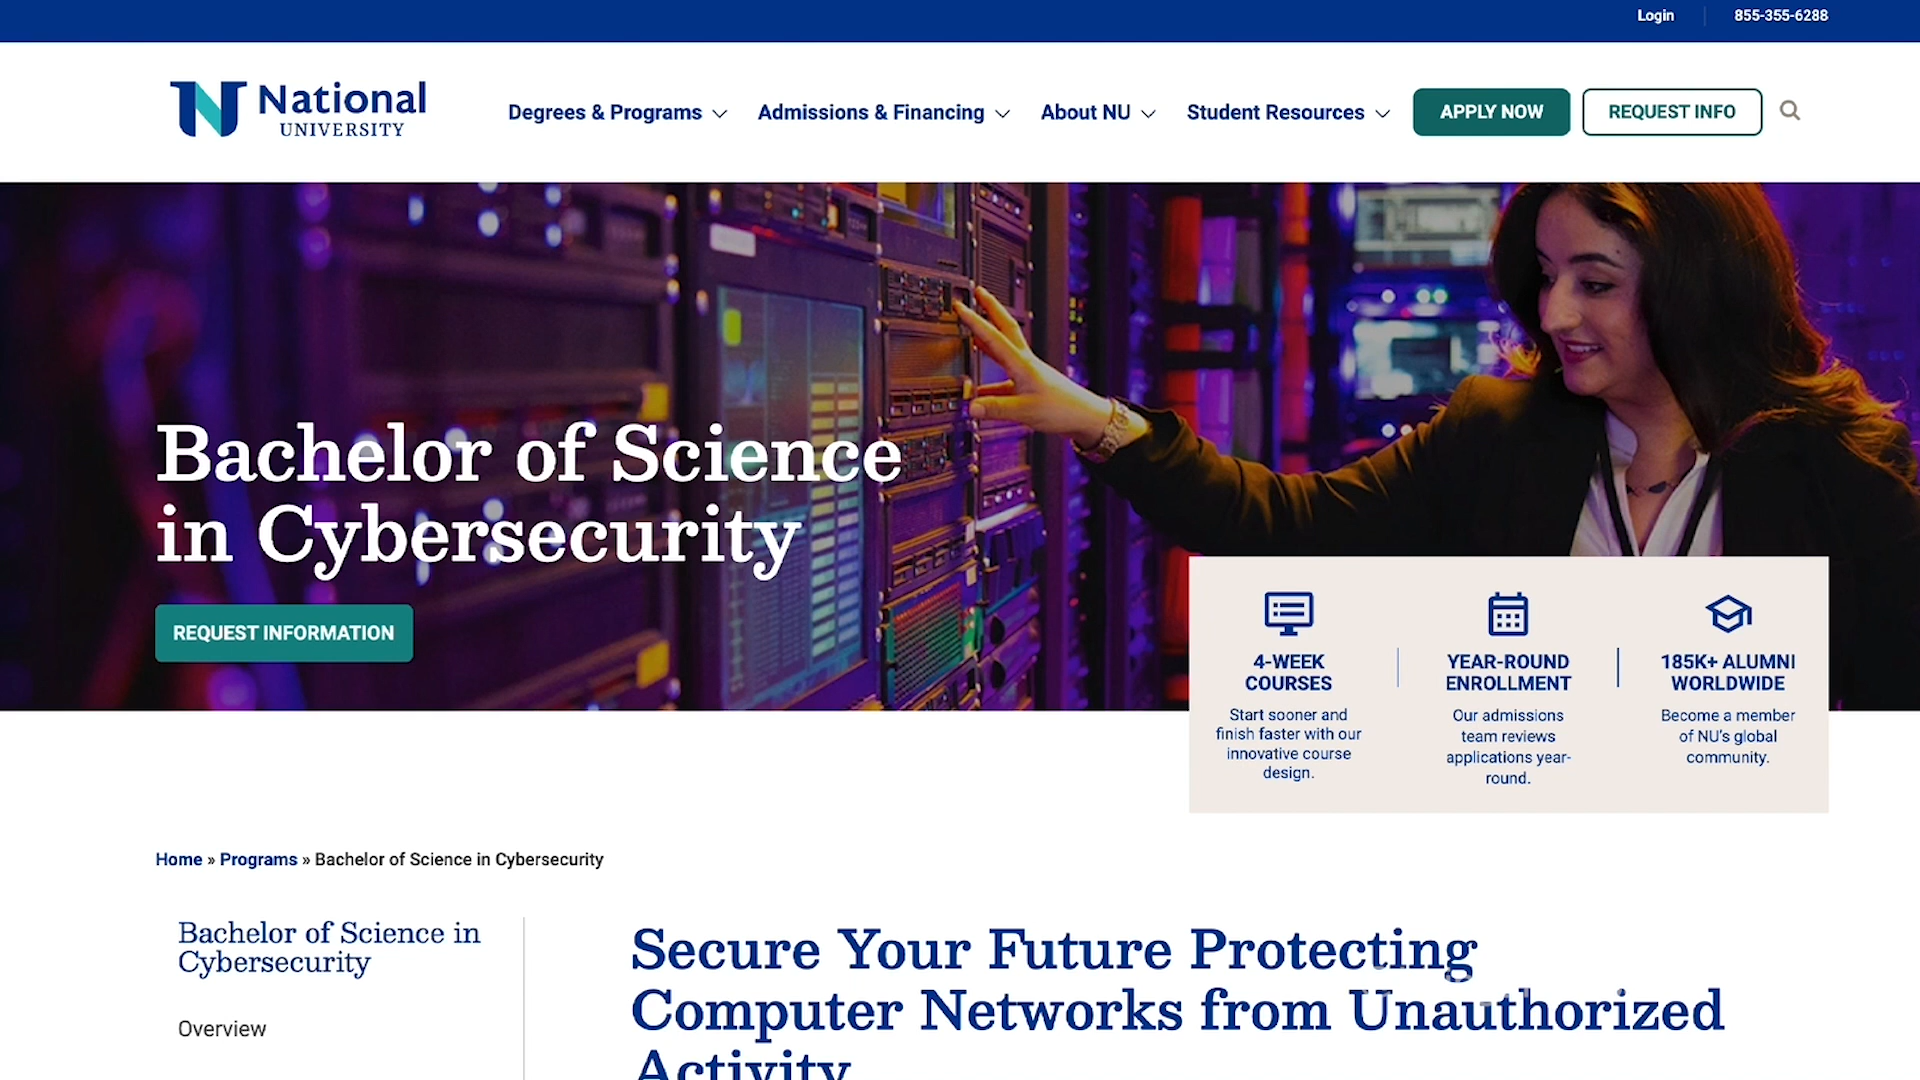 Login
855-355-6288
National
UNIVERSITY
Degrees & Programs
Admissions & Financing
About NU
Student Resources
APPLY NOW
REQUEST INFO
Bachelor of Science
in Cybersecurity
REQUEST INFORMATION
4-WEEK
COURSES
Start sooner and
finish faster with our
innovative course
design.
YEAR-ROUND
ENROLLMENT
Our admissions
team reviews
applications year-
round.
185K+ ALUMNI
WORLDWIDE
Become a member
of NU's global
community.
Home » Programs » Bachelor of Science in Cybersecurity
Bachelor of Science in
Cybersecurity
Overview
Secure Your Future Protecting
Computer Networks from Unauthorized
Activity